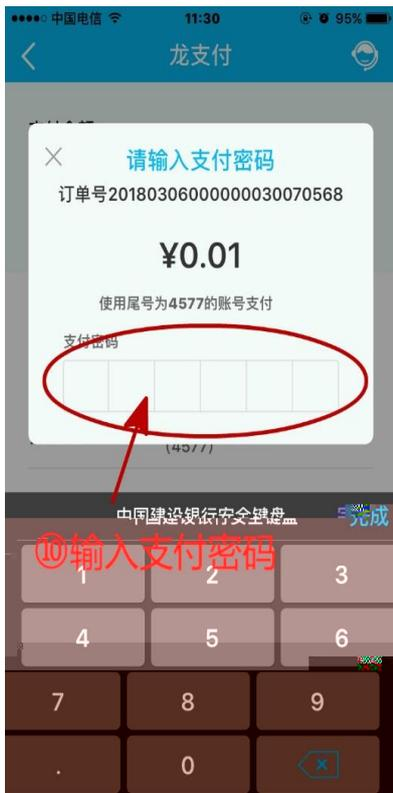 中国电信 11:30 95%
龙支付
请输入支付密码
订单号20180306000000030070568
¥0.01
使用尾号为4577的账号支付
支付密码
(4577)
中国建设银行安全键盘 完成
⑩输入支付密码
1 2 3
4 5 6
7 8 9
. 0